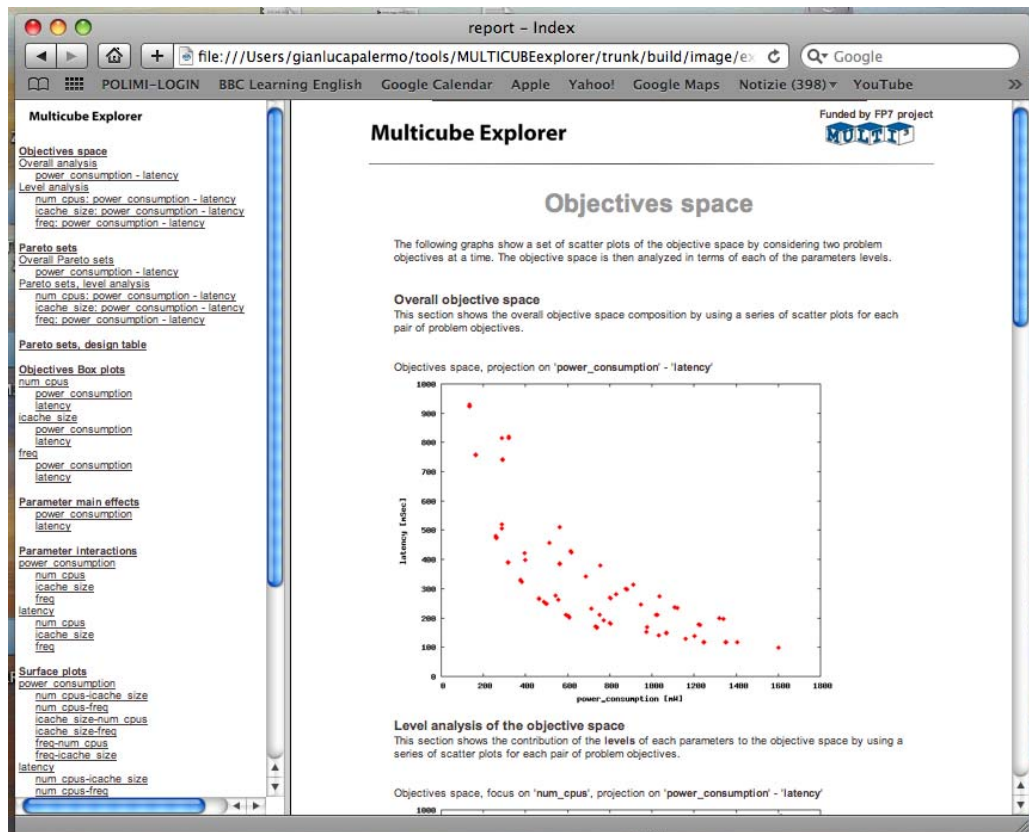 report – Index
file:///Users/gianlucapalermo/tools/MULTICUBEexplorer/trunk/build/image/ex
Google
POLIMI-LOGIN BBC Learning English Google Calendar Apple Yahoo! Google Maps Notizie (398) YouTube
Multicube Explorer
Objectives space
Overall analysis
power_consumption - latency
Level analysis
num_cpus: power_consumption - latency
icache_size: power_consumption - latency
freq: power_consumption - latency
Pareto sets
Overall Pareto sets
power_consumption - latency
Pareto sets, level analysis
num_cpus: power_consumption - latency
icache_size: power_consumption - latency
freq: power_consumption - latency
Pareto sets, design table
Objectives Box plots
num_cpus
power_consumption
latency
icache_size
power_consumption
latency
freq
power_consumption
latency
Parameter main effects
power_consumption
latency
Parameter interactions
power_consumption
num_cpus
icache_size
freq
latency
num_cpus
icache_size
freq
Surface plots
power_consumption
num_cpus-icache_size
num_cpus-freq
icache_size-num_cpus
icache_size-freq
freq-num_cpus
freq-icache_size
latency
num_cpus-icache_size
num_cpus-freq
Multicube Explorer
Funded by FP7 project
MULTI³
Objectives space
The following graphs show a set of scatter plots of the objective space by considering two problem
objectives at a time. The objective space is then analyzed in terms of each of the parameters levels.
Overall objective space
This section shows the overall objective space composition by using a series of scatter plots for each
pair of problem objectives.
Objectives space, projection on 'power_consumption' - 'latency'
1000
900
800
700
600
500
400
300
200
100
0
latency [mSec]
0 200 400 600 800 1000 1200 1400 1600 1800
power_consumption [mW]
Level analysis of the objective space
This section shows the contribution of the levels of each parameters to the objective space by using a
series of scatter plots for each pair of problem objectives.
Objectives space, focus on 'num_cpus', projection on 'power_consumption' - 'latency'
1000